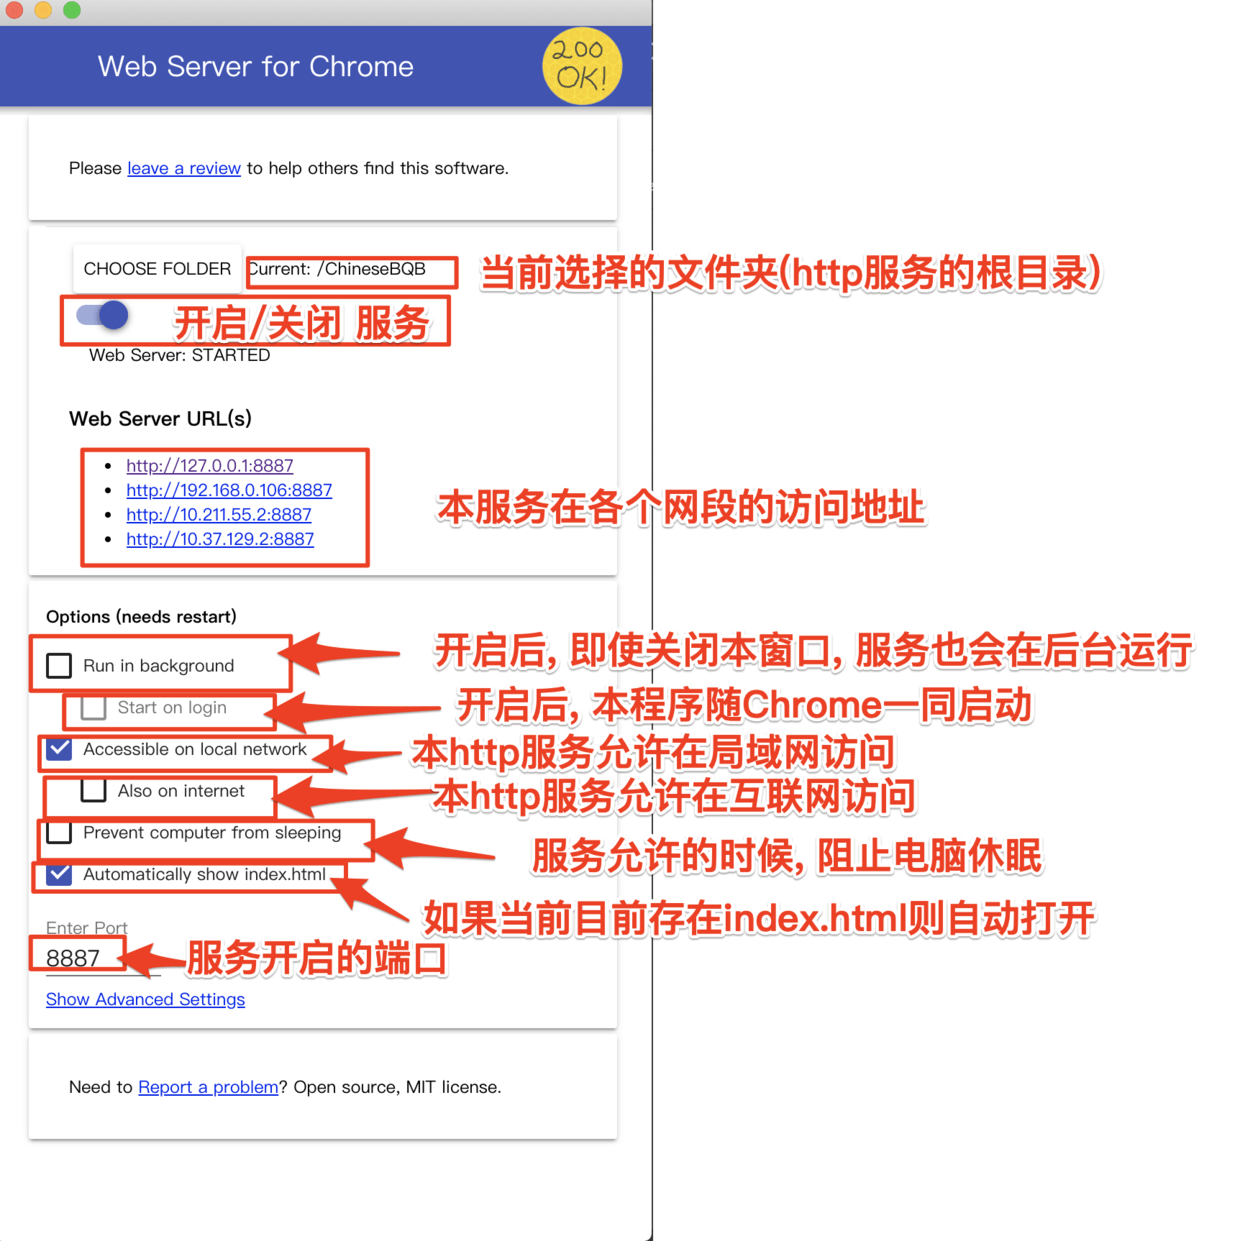 Web Server for Chrome
200
OK!
Please leave a review to help others find this software.
CHOOSE FOLDER
Current: /ChineseBQB
当前选择的文件夹(http服务的根目录)
开启/关闭 服务
Web Server: STARTED
Web Server URL(s)
http://127.0.0.1:8887
http://192.168.0.106:8887
http://10.211.55.2:8887
http://10.37.129.2:8887
本服务在各个网段的访问地址
Options (needs restart)
Run in background
开启后, 即使关闭本窗口, 服务也会在后台运行
Start on login
开启后, 本程序随Chrome一同启动
Accessible on local network
本http服务允许在局域网访问
Also on internet
本http服务允许在互联网访问
Prevent computer from sleeping
服务允许的时候, 阻止电脑休眠
Automatically show index.html
如果当前目前存在index.html则自动打开
Enter Port
8887
服务开启的端口
Show Advanced Settings
Need to Report a problem? Open source, MIT license.